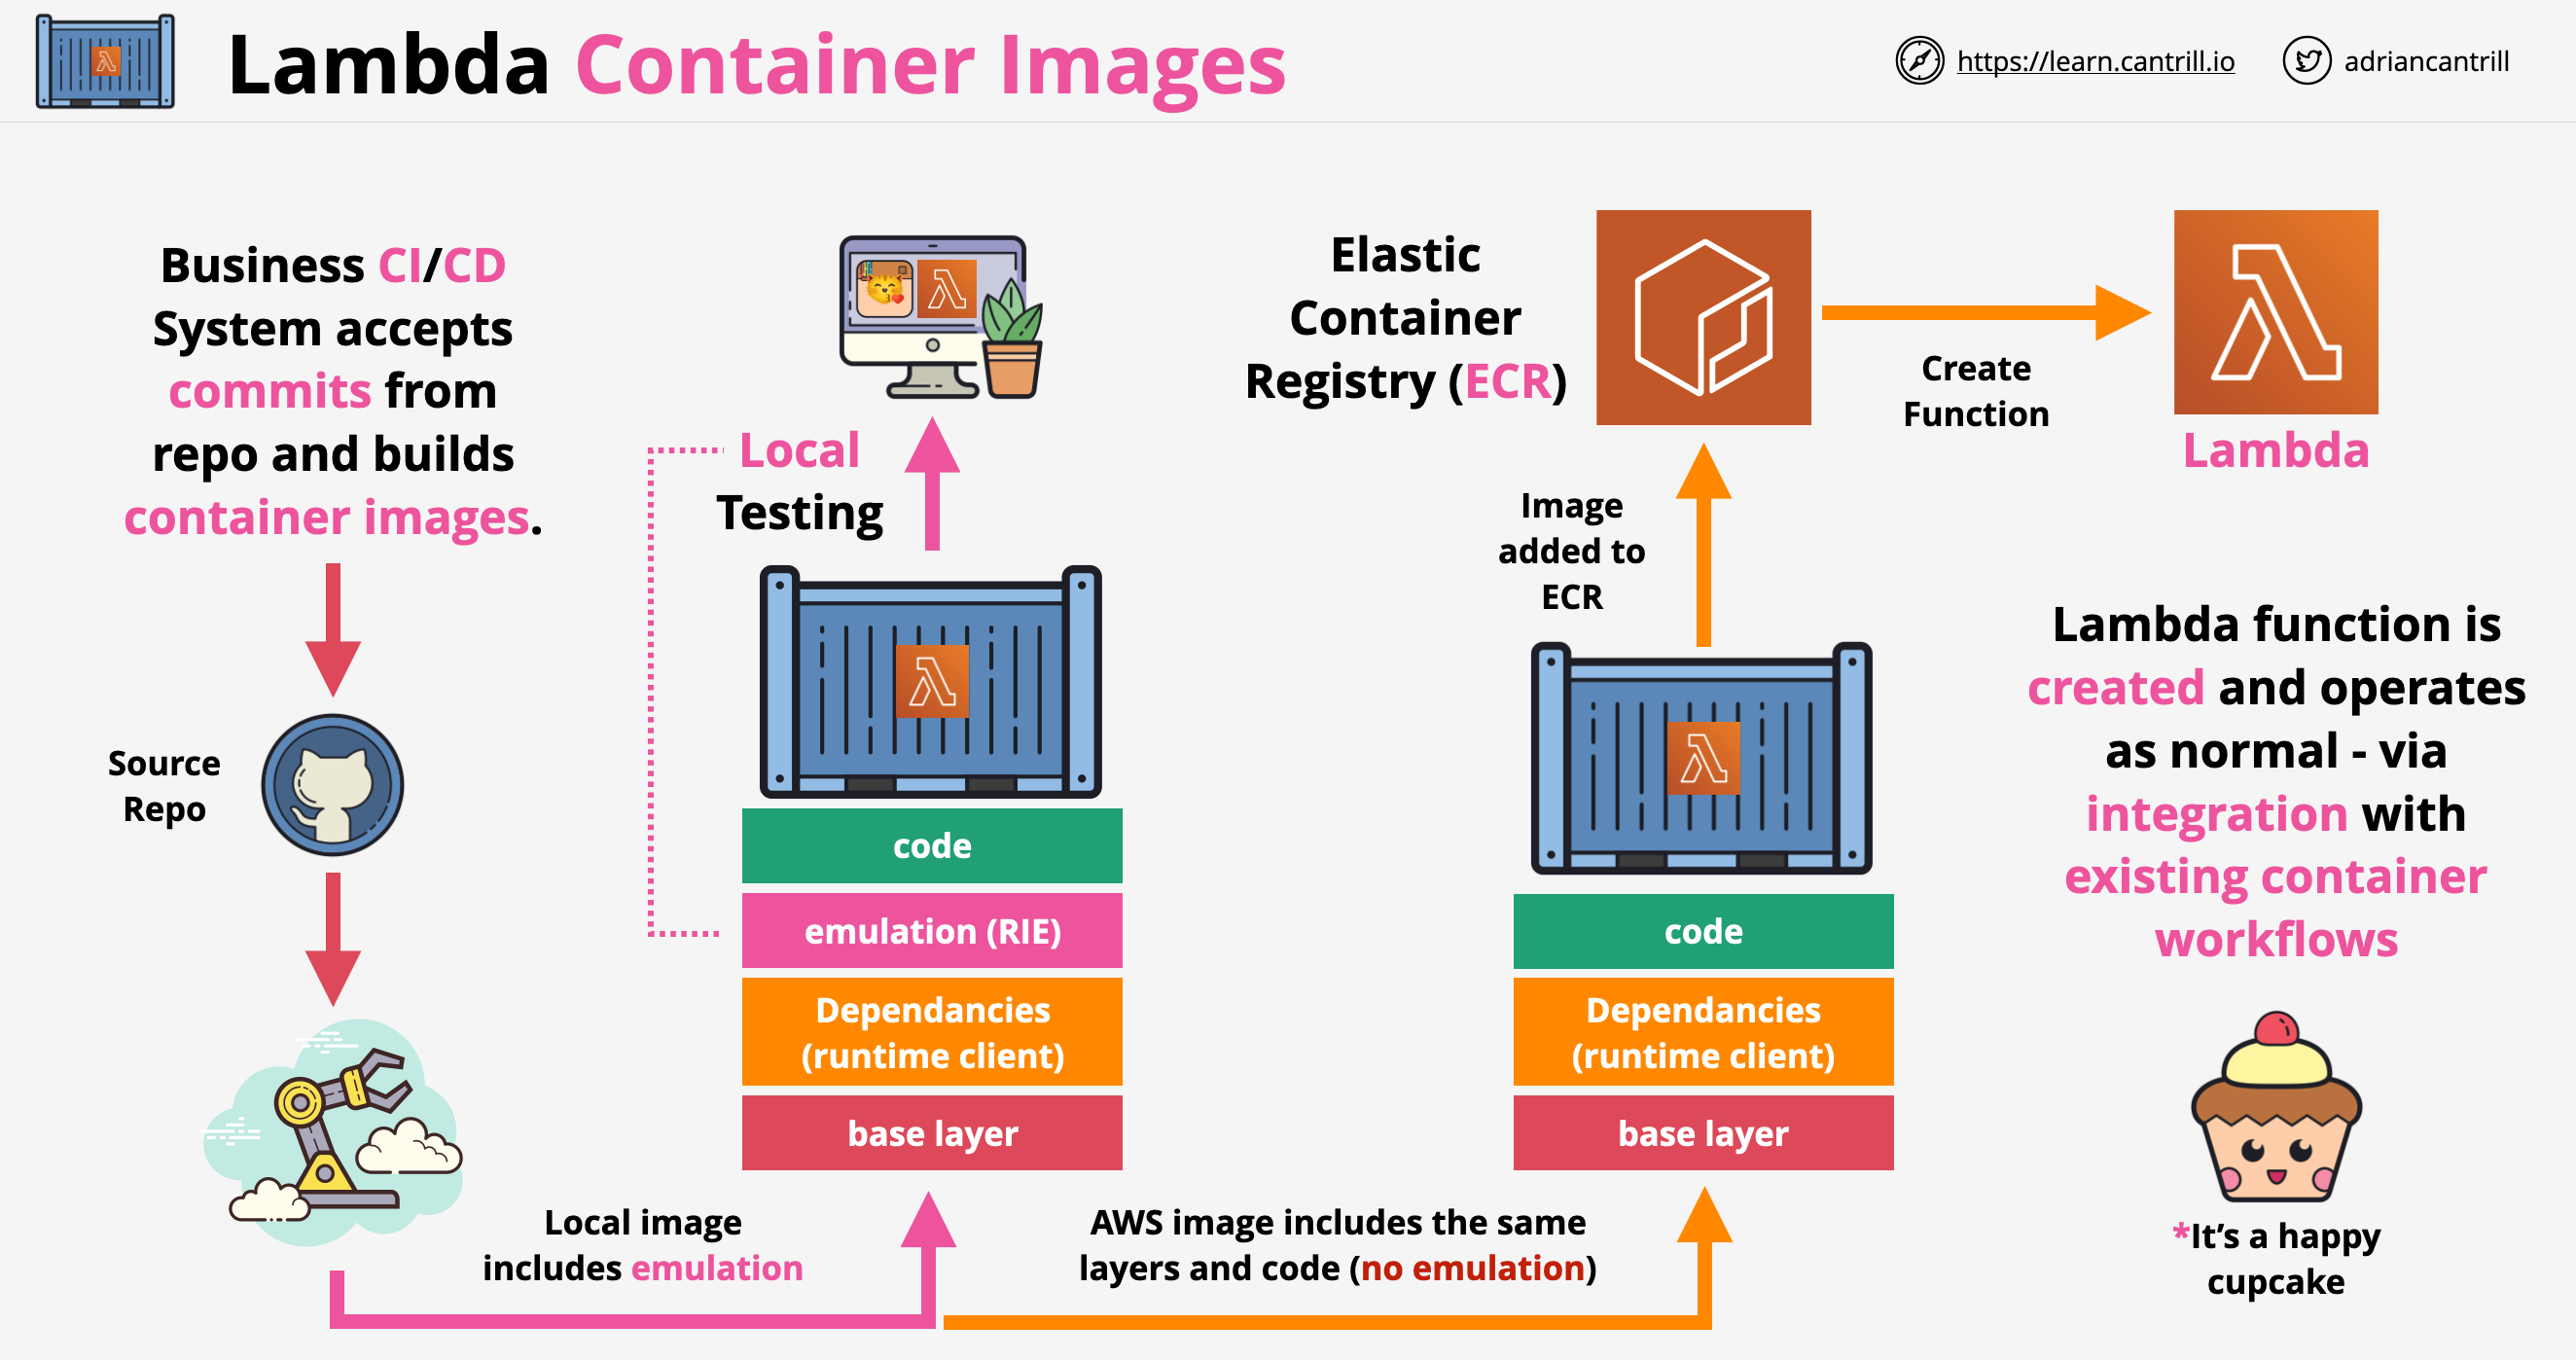 Lambda Container Images
https://learn.cantrill.io
adriancantrill
Business CI/CD
System accepts
commits from
repo and builds
container images.
Source
Repo
Local
Testing
code
emulation (RIE)
Dependancies
(runtime client)
base layer
Local image
includes emulation
Elastic
Container
Registry (ECR)
Create
Function
Lambda
Image
added to
ECR
code
Dependancies
(runtime client)
base layer
AWS image includes the same
layers and code (no emulation)
Lambda function is
created and operates
as normal - via
integration with
existing container
workflows
*It's a happy
cupcake